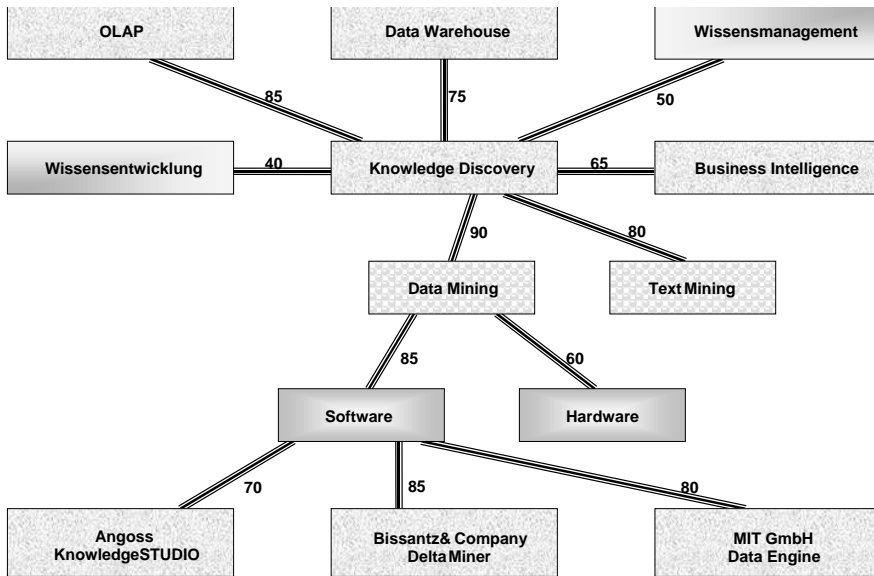 OLAP
Data Warehouse
Wissensmanagement
85
75
50
Wissensentwicklung
40
Knowledge Discovery
65
Business Intelligence
90
80
Data Mining
Text Mining
85
60
Software
Hardware
70
85
80
Angoss
KnowledgeSTUDIO
Bissantz& Company
DeltaMiner
MIT GmbH
Data Engine